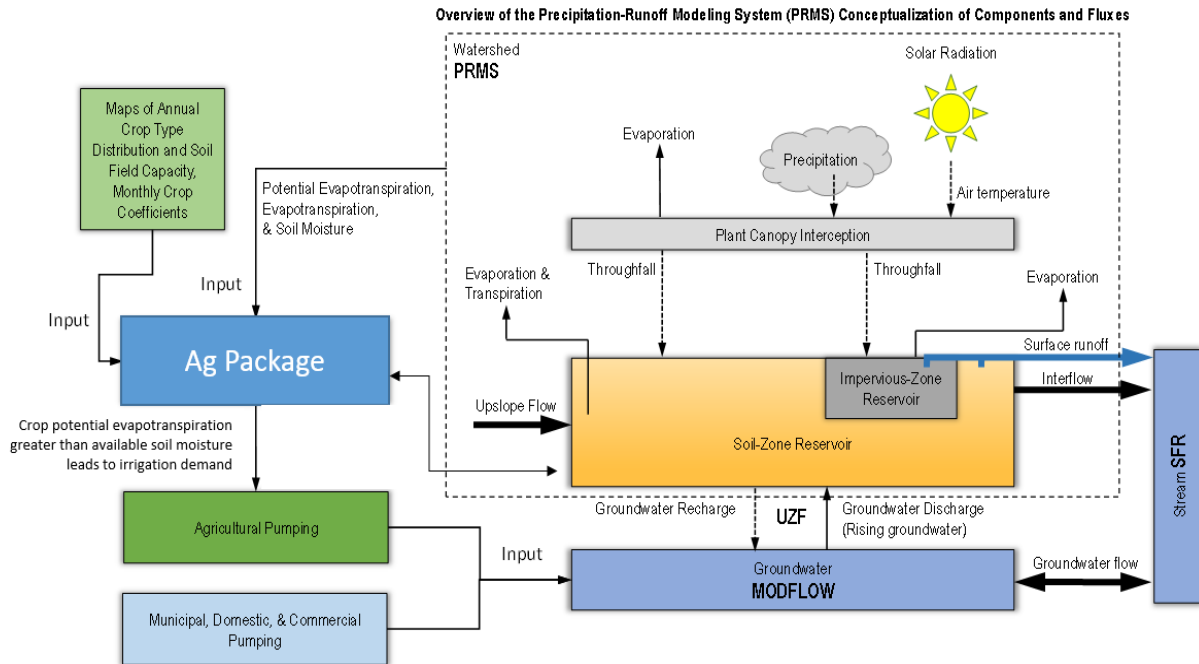 Overview of the Precipitation-Runoff Modeling System (PRMS) Conceptualization of Components and Fluxes
Watershed
PRMS
Solar Radiation
Maps of Annual
Crop Type
Distribution and Soil
Field Capacity,
Monthly Crop
Coefficients
Evaporation
Precipitation
Potential Evapotranspiration,
Evapotranspiration,
& Soil Moisture
Air temperature
Plant Canopy Interception
Input
Input
Throughfall
Throughfall
Evaporation &
Transpiration
Evaporation
Ag Package
Surface runoff
Impervious-Zone
Reservoir
Interflow
Upslope Flow
Soil-Zone Reservoir
Crop potential evapotranspiration
greater than available soil moisture
leads to irrigation demand
Stream SFR
Groundwater Recharge
UZF
Groundwater Discharge
(Rising groundwater)
Agricultural Pumping
Input
Groundwater
MODFLOW
Groundwater flow
Municipal, Domestic, & Commercial
Pumping